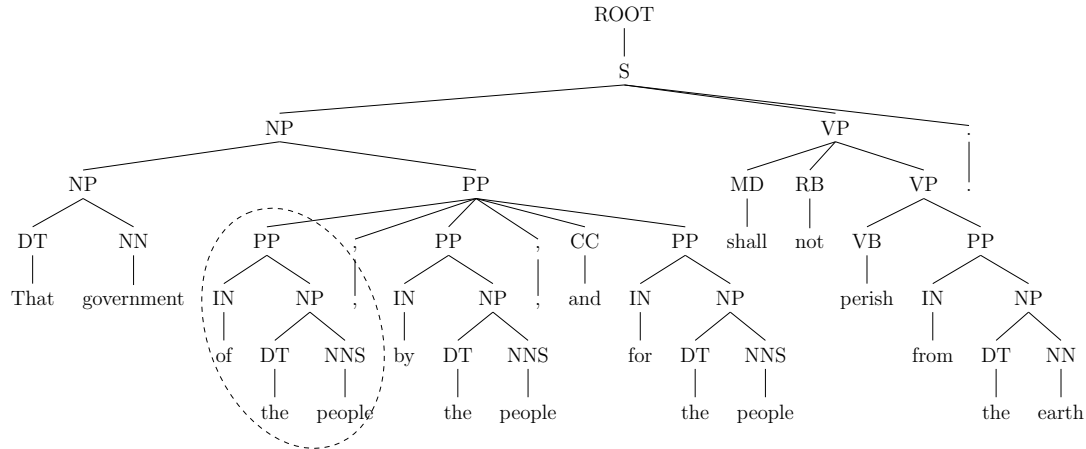 ROOT
S
NP VP .
NP PP MD RB VP .
DT NN PP , PP , CC PP shall not VB PP
That government IN NP , IN NP , and IN NP perish IN NP
of DT NNS by DT NNS for DT NNS from DT NN
the people the people the people the earth